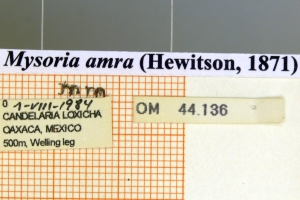 Mysoria amra (Hewitson, 1871)
mm
1-VIII-1984
CANDELARIA LOXICHA
OAXACA, MEXICO
500m, Welling leg
OM 44.136